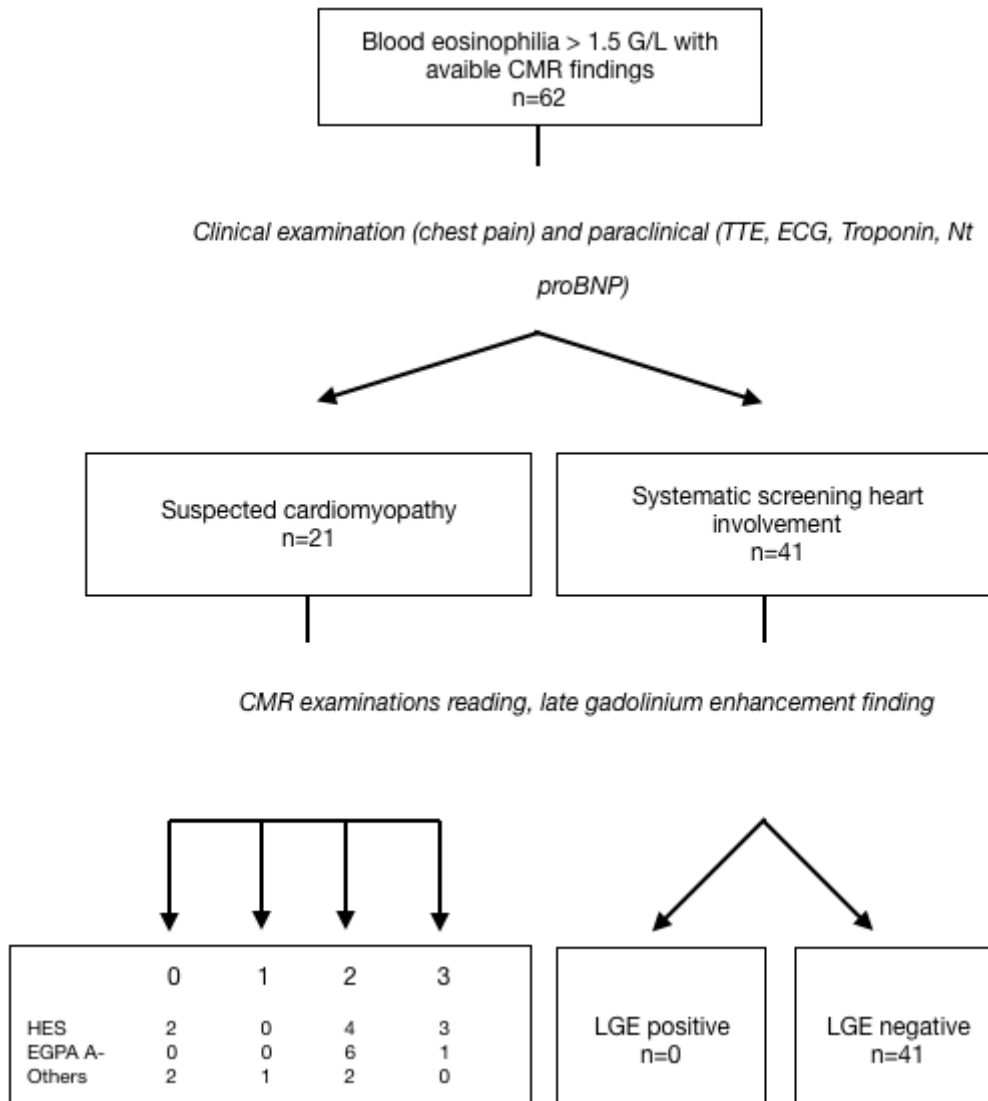 Blood eosinophilia > 1.5 G/L with
avaible CMR findings
n=62
Clinical examination (chest pain) and paraclinical (TTE, ECG, Troponin, Nt
proBNP)
Suspected cardiomyopathy
n=21
Systematic screening heart
involvement
n=41
CMR examinations reading, late gadolinium enhancement finding
0 1 2 3
HES 2 0 4 3
EGPA A- 0 0 6 1
Others 2 1 2 0
LGE positive
n=0
LGE negative
n=41